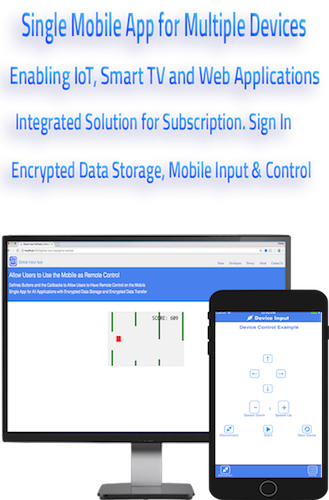 Single Mobile App for Multiple Devices
Enabling IoT, Smart TV and Web Applications
Integrated Solution for Subscription. Sign In
Encrypted Data Storage, Mobile Input & Control
Allow Users to Use the Mobile as Remote Control
Defines Buttons and the Callbacks to Allow Users to Have Remote Control on the Mobile
Single App for All Applications with Encrypted Data Storage and Encrypted Data Transfer
SCORE: 609
Device Input
Device Control Example
Speed Down
Speed Up
Start
New Game